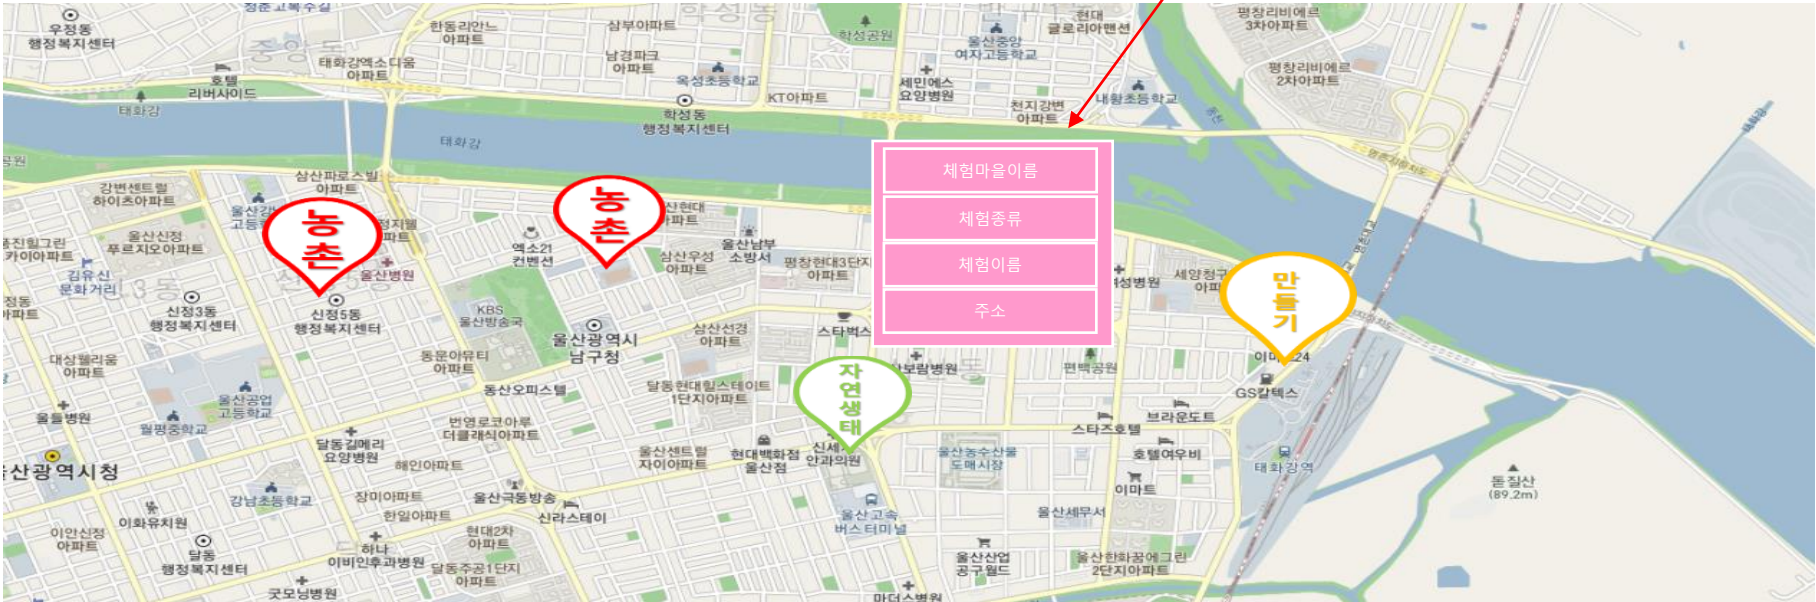 우정동
행정복지센터
한동리안느
아파트
삼부아파트
학성공원
현대
글로리아맨션
평창리비에르
3차아파트
중앙동
태화강엑소디움
아파트
남경파크
아파트
울산중앙
여자고등학교
호텔
리버사이드
옥성초등학교
세민에스
요양병원
평창리비에르
2차아파트
KT아파트
천지강변
아파트
내황초등학교
태화강
학성동
행정복지센터
동천
태화강
태화강
체험마을이름
체험종류
체험이름
주소
강변센트럴
하이츠아파트
삼산파로스빌
아파트
농촌
농촌
만들기
자연생태
울산신정
푸르지오아파트
김유신
문화거리
울산병원
엑소21
컨벤션
삼산우성
아파트
울산남부
소방서
평창현대3단지
아파트
신정3동
행정복지센터
신정5동
행정복지센터
KBS
울산방송국
울산광역시
남구청
삼산선경
아파트
스타벅스
명촌대교
대상웰리움
아파트
동문아뮤티
아파트
동산오피스텔
달동현대힐스테이트
1단지아파트
편백공원
GS칼텍스
울들병원
울산공업
고등학교
월평중학교
번영로코아루
더클래식아파트
브라운도트
스타즈호텔
달동길메리
요양병원
해인아파트
울산센트럴
자이아파트
현대백화점
울산점
안과의원
울산농수산물
도매시장
호텔여우비
태화강역
강남초등학교
장미아파트
울산극동방송
이마트
돋질산
(89.2m)
이화유치원
한일아파트
신라스테이
울산고속
버스터미널
울산세무서
이안신정
아파트
달동
행정복지센터
하나
이비인후과병원
현대2차
아파트
달동주공1단지
아파트
울산산업
공구월드
울산한화꿈에그린
2단지아파트
굿모닝병원
마더스병원